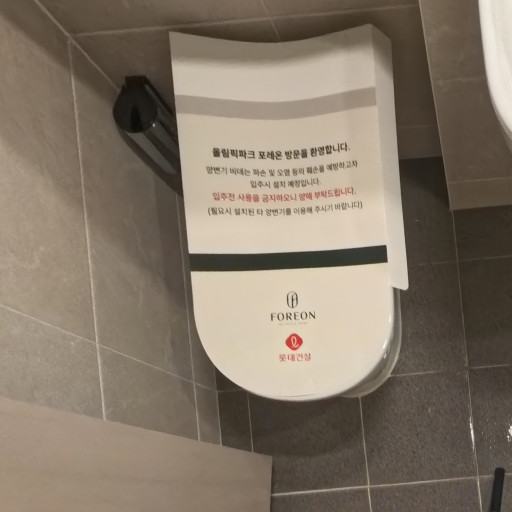 올림픽파크 포레온 방문을 환영합니다.
양변기 비데는 파손 및 오염 등의 훼손을 예방하고자
입주시 설치 예정입니다.
입주전 사용을 금지하오니 양해 부탁드립니다.
(필요시 설치된 타 양변기를 이용해 주시기 바랍니다)
FOREON
롯데건설